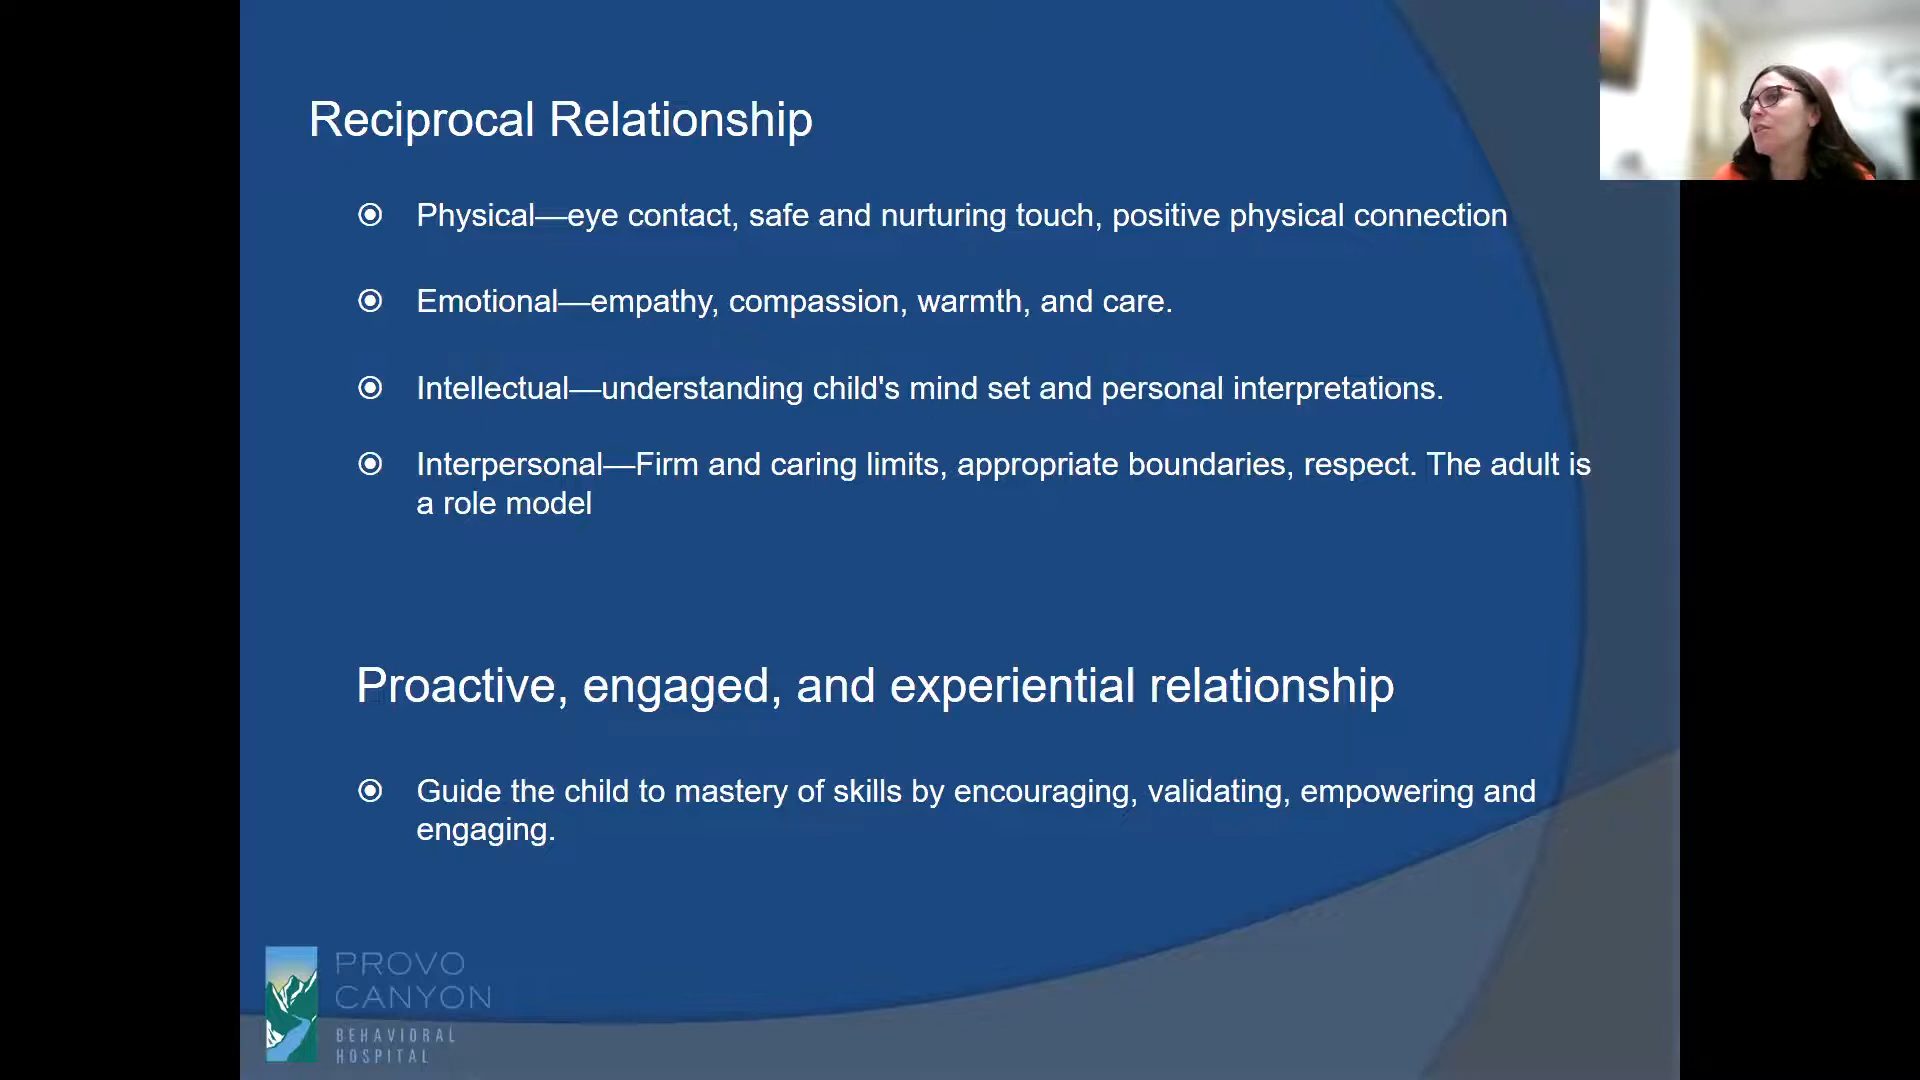 Reciprocal Relationship
Physical—eye contact, safe and nurturing touch, positive physical connection
Emotional—empathy, compassion, warmth, and care.
Intellectual—understanding child's mind set and personal interpretations.
Interpersonal—Firm and caring limits, appropriate boundaries, respect. The adult is
a role model
Proactive, engaged, and experiential relationship
Guide the child to mastery of skills by encouraging, validating, empowering and
engaging.
PROVO
CANYON
BEHAVIORAL
HOSPITAL